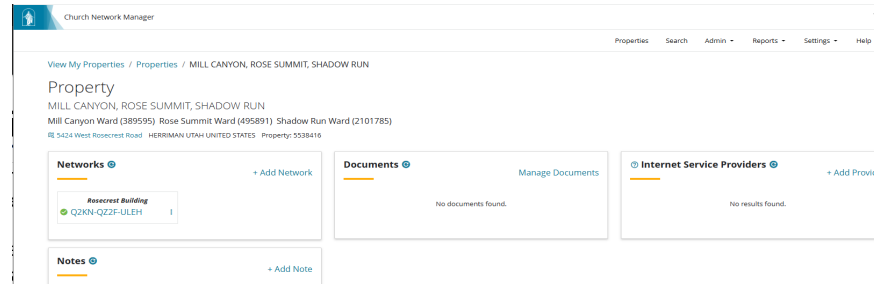 Church Network Manager
Properties Search Admin Reports Settings Help
View My Properties / Properties / MILL CANYON, ROSE SUMMIT, SHADOW RUN
Property
MILL CANYON, ROSE SUMMIT, SHADOW RUN
Mill Canyon Ward (389595) Rose Summit Ward (495891) Shadow Run Ward (2101785)
5424 West Rosecrest Road HERRIMAN UTAH UNITED STATES Property: 5538416
Networks
+ Add Network
Rosecrest Building
Q2KN-QZ2F-ULEH
Documents
Manage Documents
No documents found.
Internet Service Providers
+ Add Provi
No results found.
Notes
+ Add Note